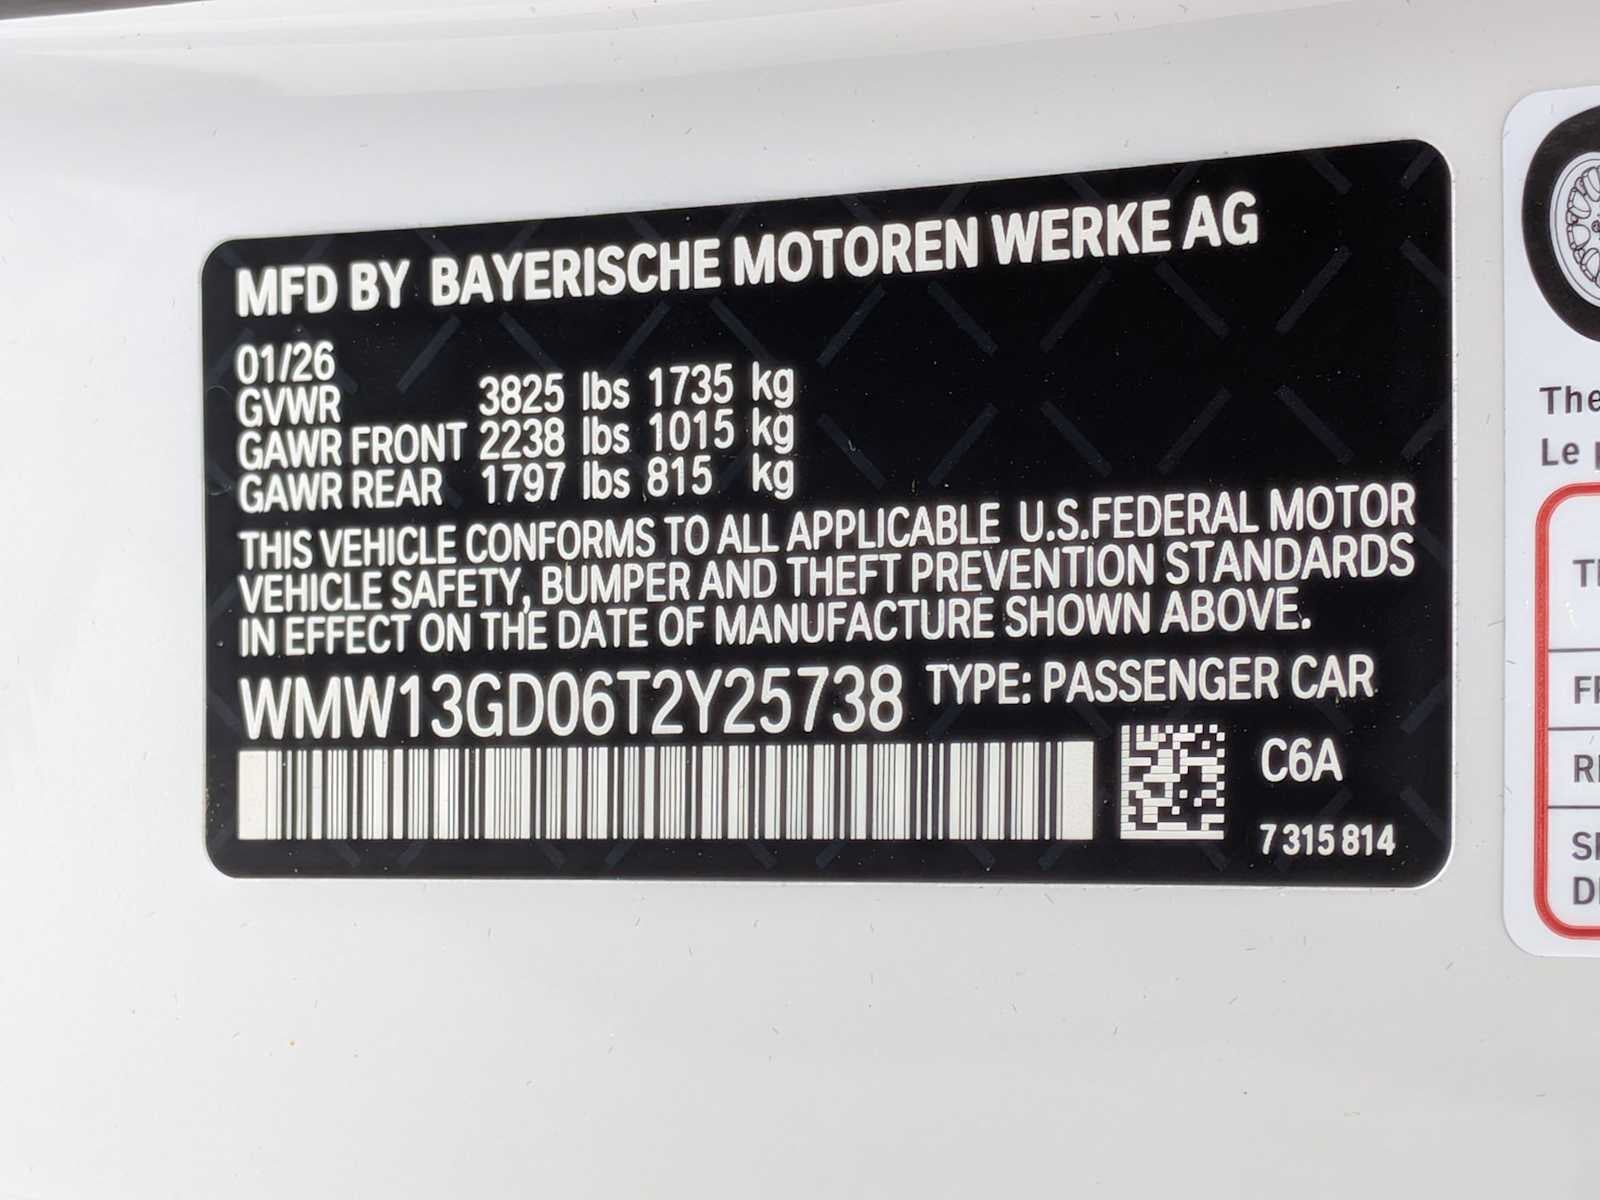 MFD BY BAYERISCHE MOTOREN WERKE AG
01/26
GVWR 3825 lbs 1735 kg
GAWR FRONT 2238 lbs 1015 kg
GAWR REAR 1797 lbs 815 kg
THIS VEHICLE CONFORMS TO ALL APPLICABLE U.S.FEDERAL MOTOR
VEHICLE SAFETY, BUMPER AND THEFT PREVENTION STANDARDS
IN EFFECT ON THE DATE OF MANUFACTURE SHOWN ABOVE.
WMW13GD06T2Y25738 TYPE: PASSENGER CAR
C6A
7 315 814
The
Le